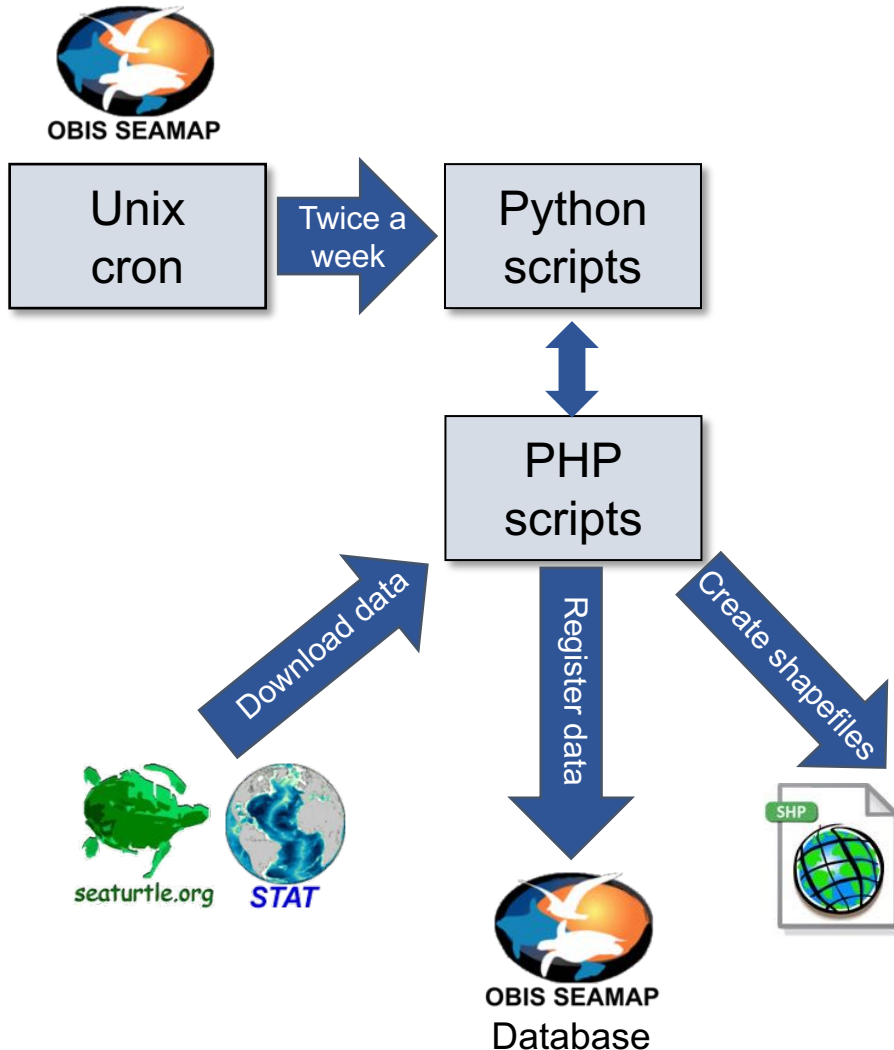 OBIS SEAMAP
Unix
cron
Twice a
week
Python
scripts
PHP
scripts
Download data
Register data
Create shapefiles
seaturtle.org
STAT
SHP
OBIS SEAMAP
Database